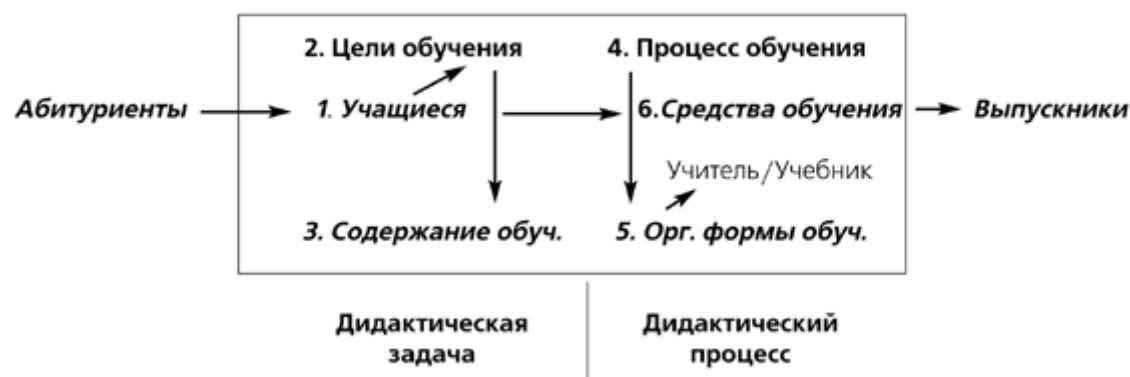 2. Цели обучения 4. Процесс обучения
Абитуриенты 1. Учащиеся 6.Средства обучения Выпускники
Учитель/Учебник
3. Содержание обуч. 5. Орг. формы обуч.
Дидактическая
задача
Дидактический
процесс